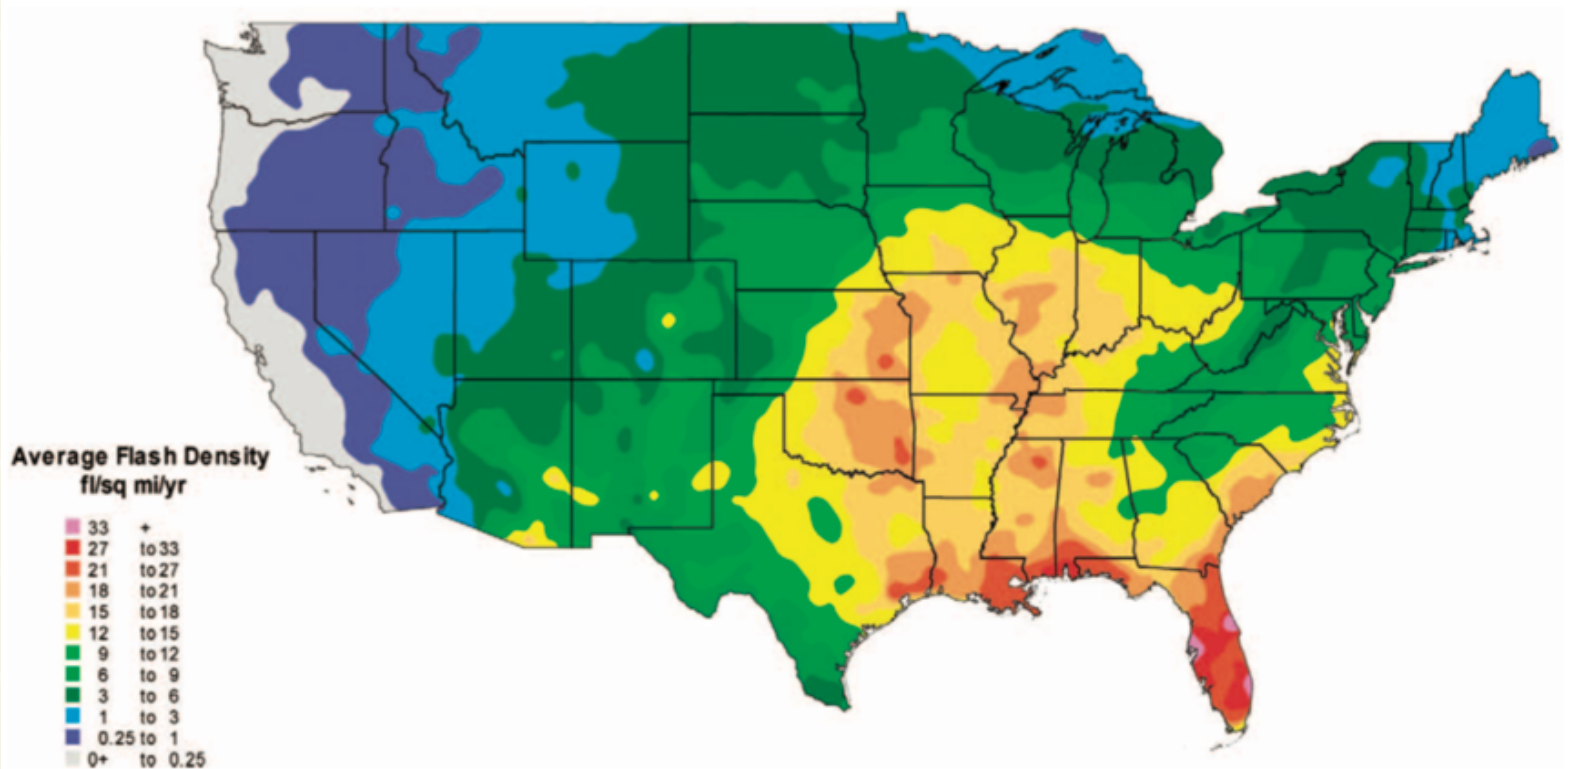 Average Flash Density
fl/sq mi/yr
33 +
27 to 33
21 to 27
18 to 21
15 to 18
12 to 15
9 to 12
6 to 9
3 to 6
1 to 3
0.25 to 1
0+ to 0.25